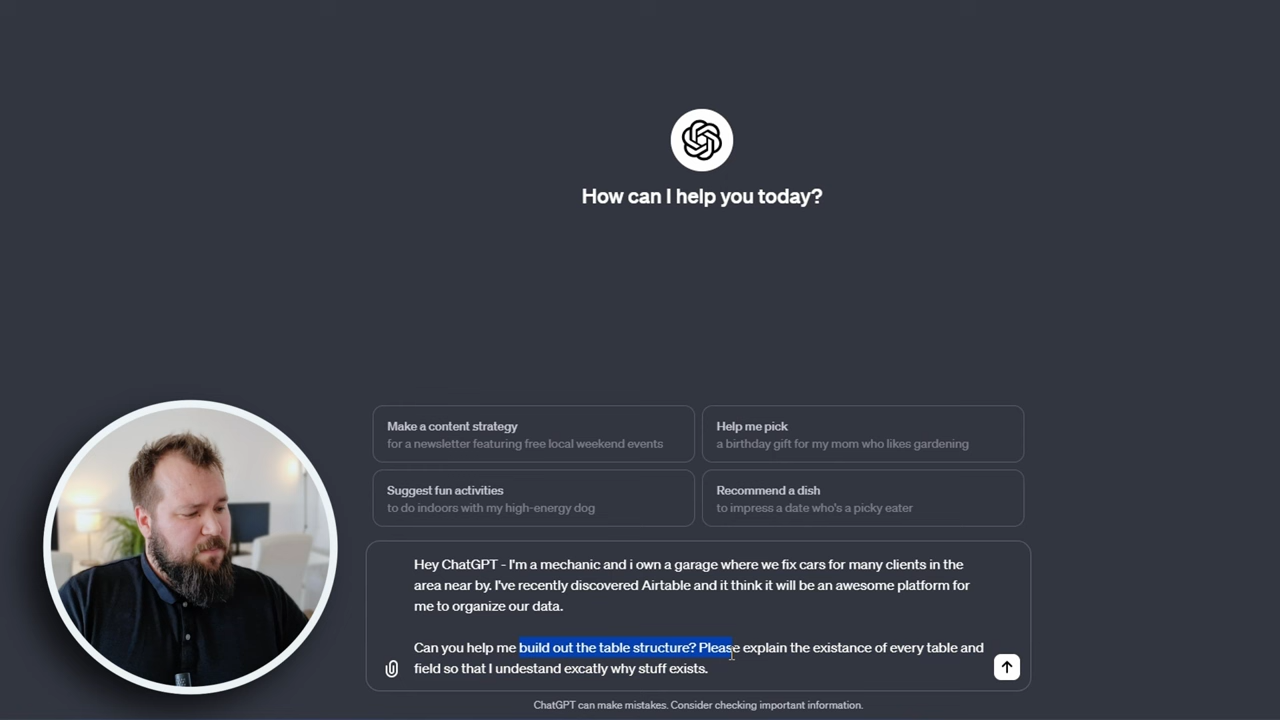 How can I help you today?
Make a content strategy
for a newsletter featuring free local weekend events
Help me pick
a birthday gift for my mom who likes gardening
Suggest fun activities
to do indoors with my high-energy dog
Recommend a dish
to impress a date who's a picky eater
Hey ChatGPT - I'm a mechanic and i own a garage where we fix cars for many clients in the
area near by. I've recently discovered Airtable and it think it will be an awesome platform for
me to organize our data.
Can you help me build out the table structure? Please explain the existance of every table and
field so that I undestand excatly why stuff exists.
ChatGPT can make mistakes. Consider checking important information.